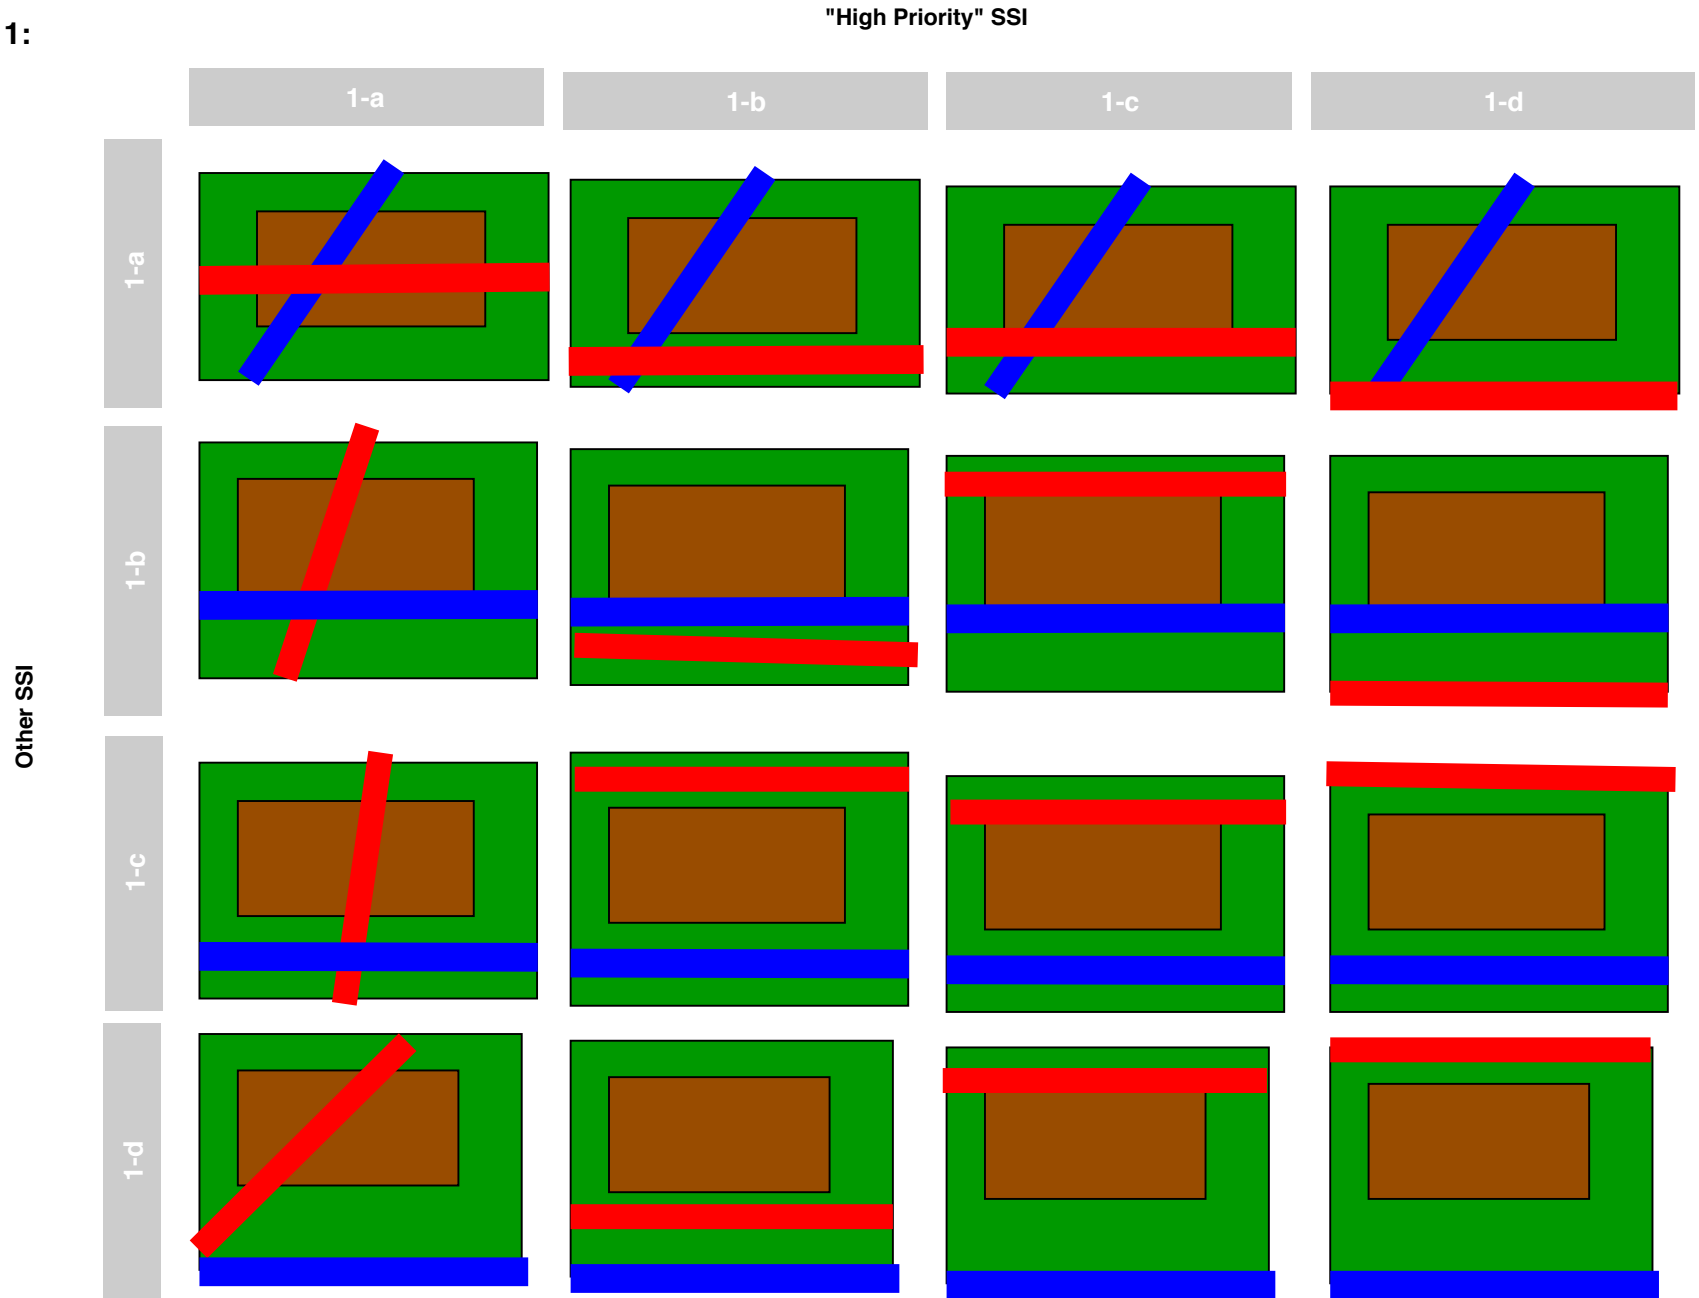 "High Priority" SSI
1:
1-a
1-b
1-c
1-d
1-a
1-b
Other SSI
1-c
1-d